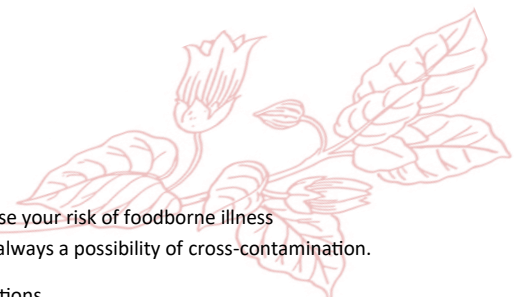 se your risk of foodborne illness
always a possibility of cross-contamination.
tions